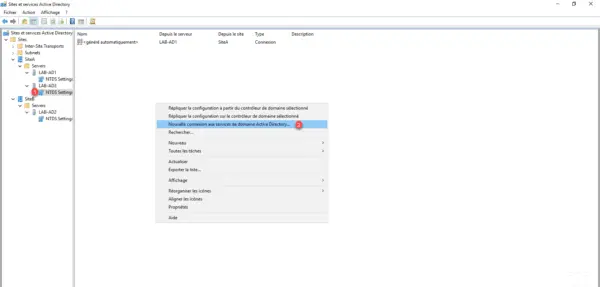 Sites et services Active Directory
Fichier Action Affichage ?
Sites et services Active Directory
Sites
Inter-Site Transports
Subnets
SiteA
Servers
LAB-AD1
NTDS Settings
LAB-AD3
1 NTDS Settings
SiteB
Servers
LAB-AD2
NTDS Settings
Nom Depuis le serveur Depuis le site Type Description
<généré automatiquement> LAB-AD1 SiteA Connexion
Répliquer la configuration à partir du contrôleur de domaine sélectionné
Répliquer la configuration sur le contrôleur de domaine sélectionné
Nouvelle connexion aux services de domaine Active Directory... 2
Rechercher...
Nouveau
Toutes les tâches
Actualiser
Exporter la liste...
Affichage
Réorganiser les icônes
Aligner les icônes
Propriétés
Aide